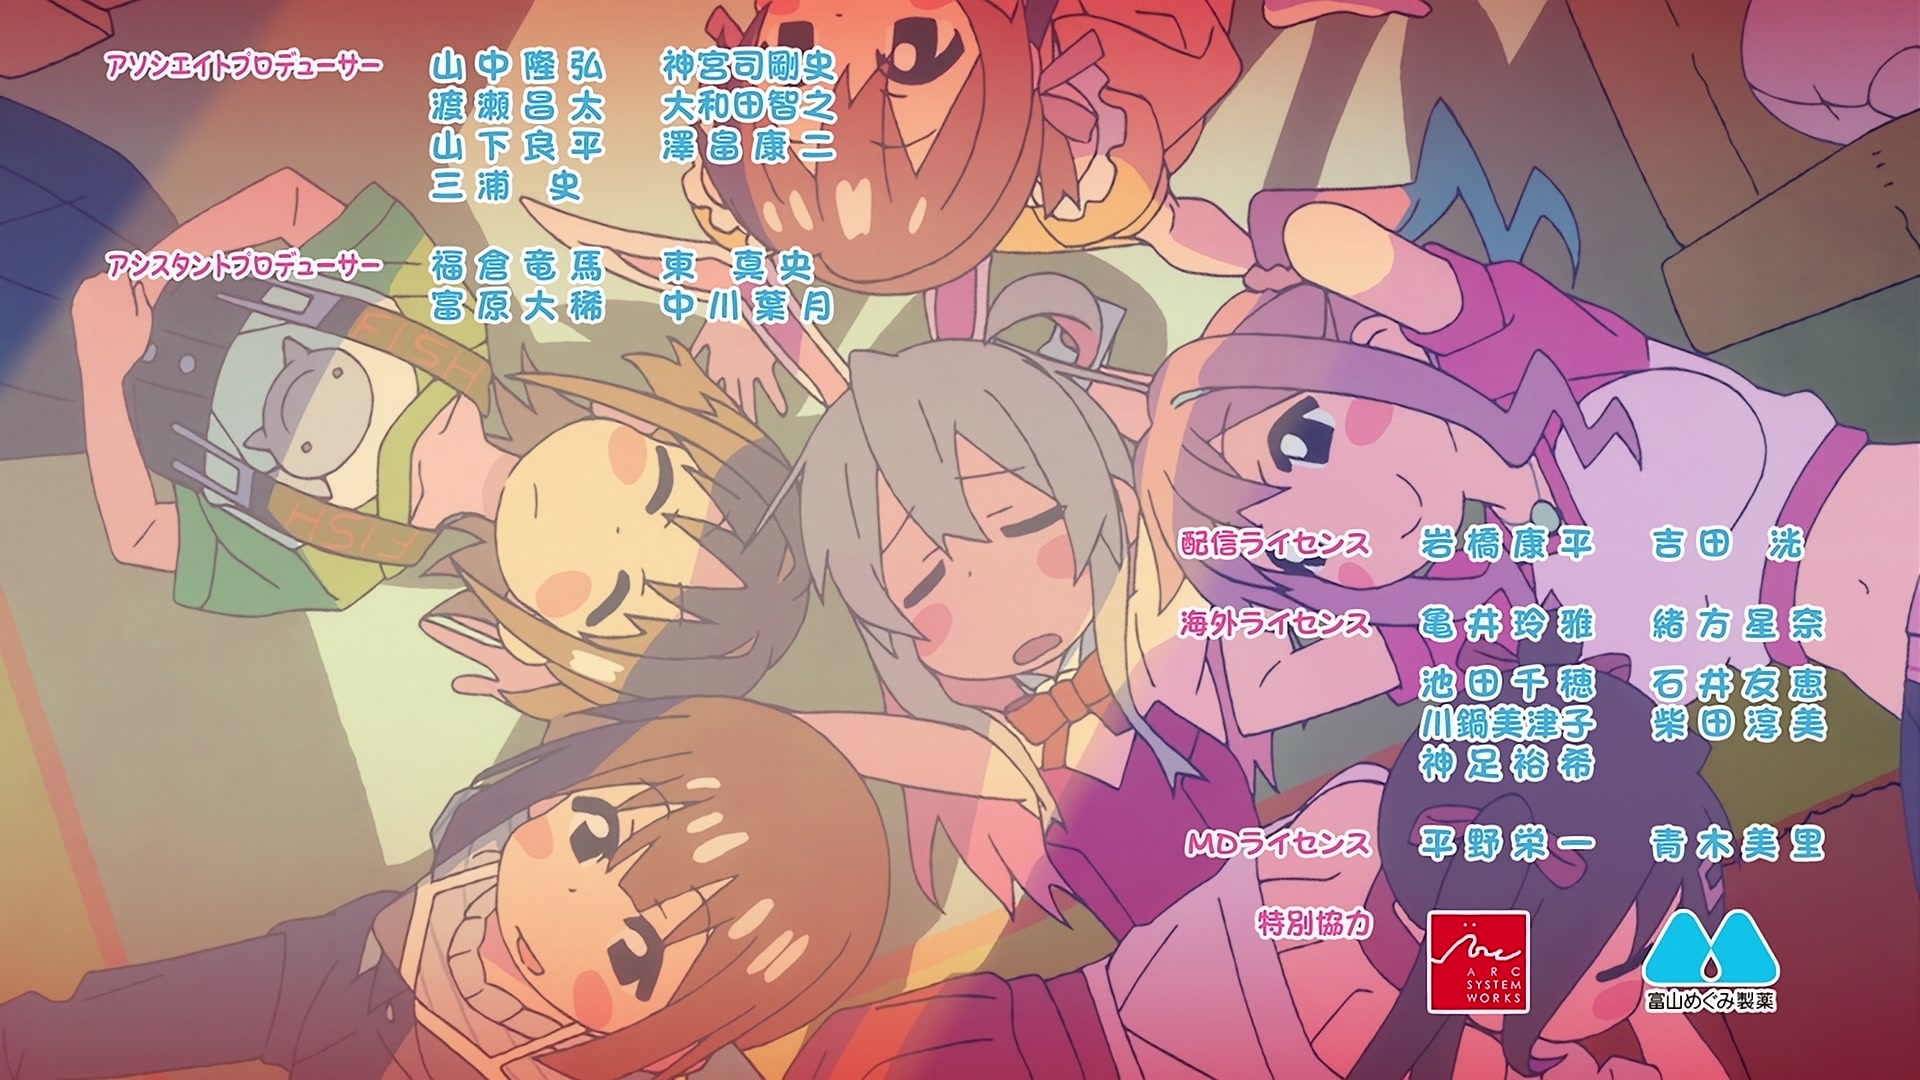 アソシエイトプロデューサー 山中隆弘 神宮司剛史
渡瀬昌太 大和田智之
山下良平 澤畠康二
三浦 史
アシスタントプロデューサー 福倉竜馬 東 真央
富原大稀 中川葉月
FISH
FISH
配信ライセンス 岩橋康平 吉田 洸
海外ライセンス 亀井玲雅 緒方星奈
池田千穂 石井友恵
川鍋美津子 柴田淳美
神足裕希
MDライセンス 平野栄一 青木美里
特別協力
Arc
ARC
SYSTEM
WORKS
富山めぐみ製薬